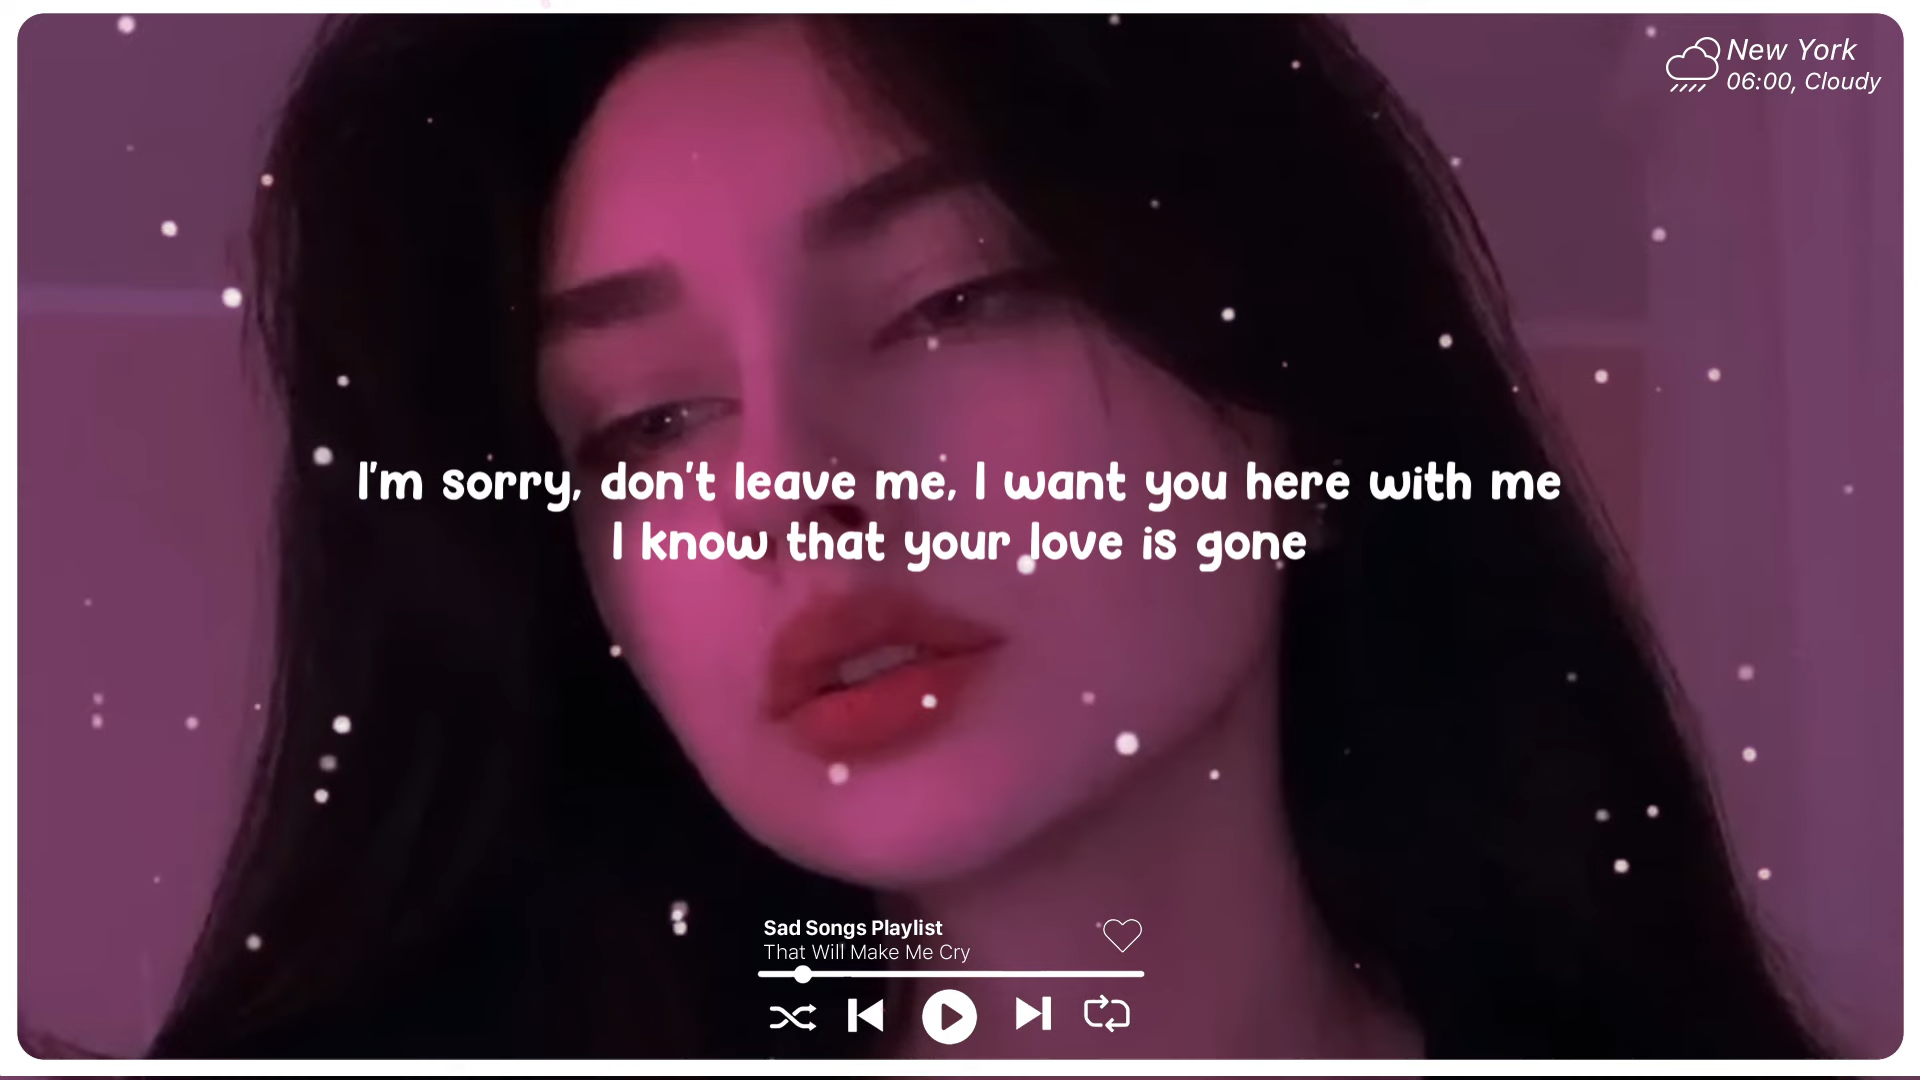 New York
06:00, Cloudy
I'm sorry, don't leave me, I want you here with me
I know that your love is gone
Sad Songs Playlist
That Will Make Me Cry